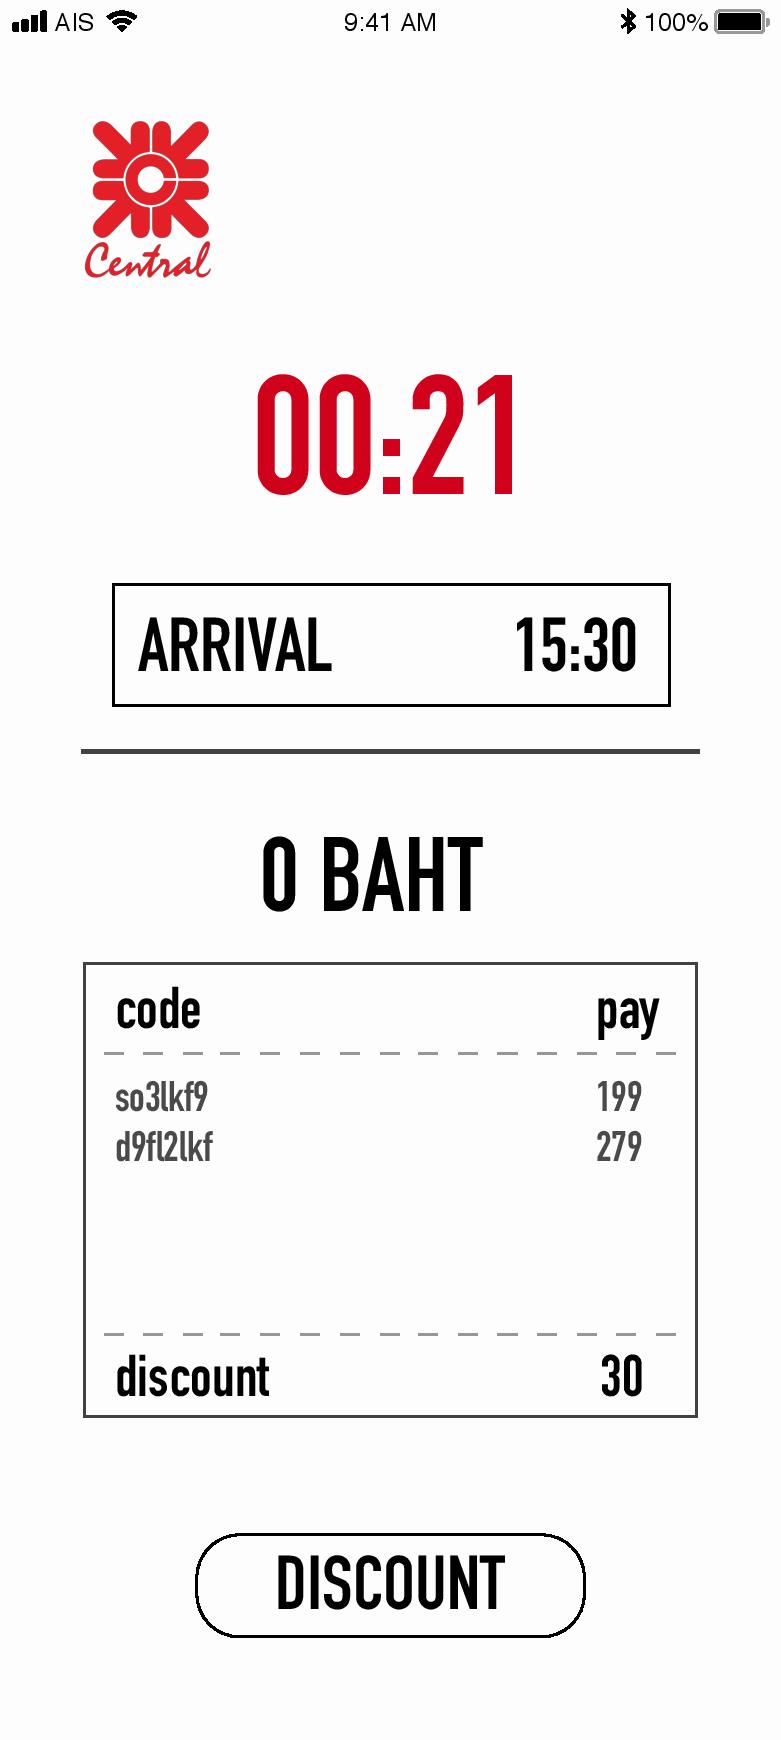 AIS 9:41 AM 100%
Central
00:21
ARRIVAL 15:30
0 BAHT
code pay
so3lkf9 199
d9fl2lkf 279
discount 30
DISCOUNT